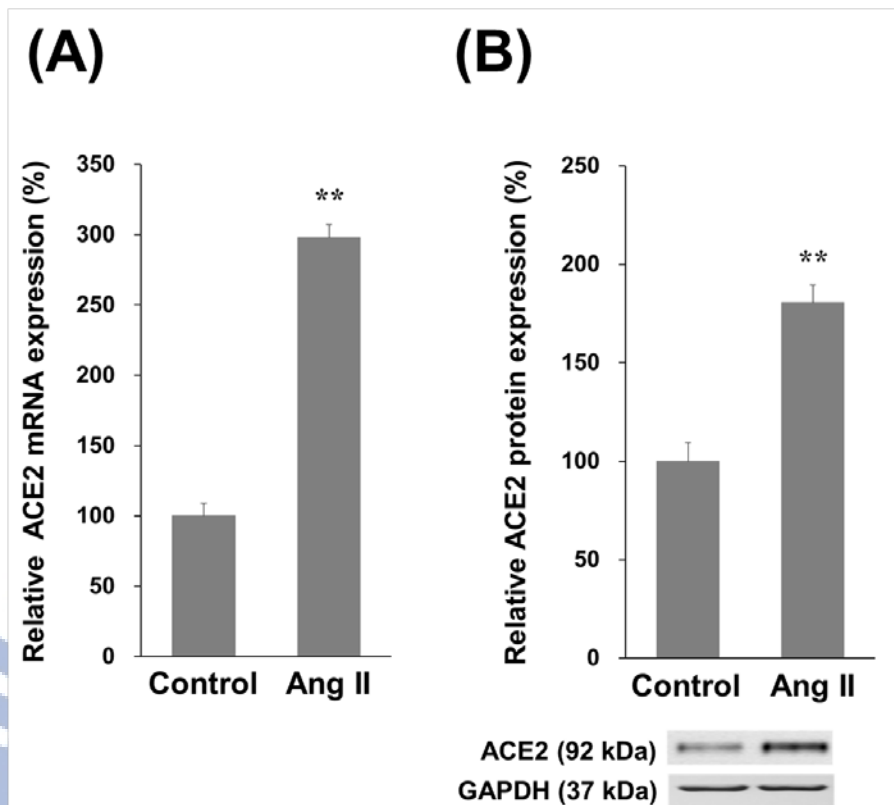 (A)
Relative ACE2 mRNA expression (%)
350
300
250
200
150
100
50
0
**
Control Ang II
(B)
Relative ACE2 protein expression (%)
250
200
150
100
50
0
**
Control Ang II
ACE2 (92 kDa)
GAPDH (37 kDa)